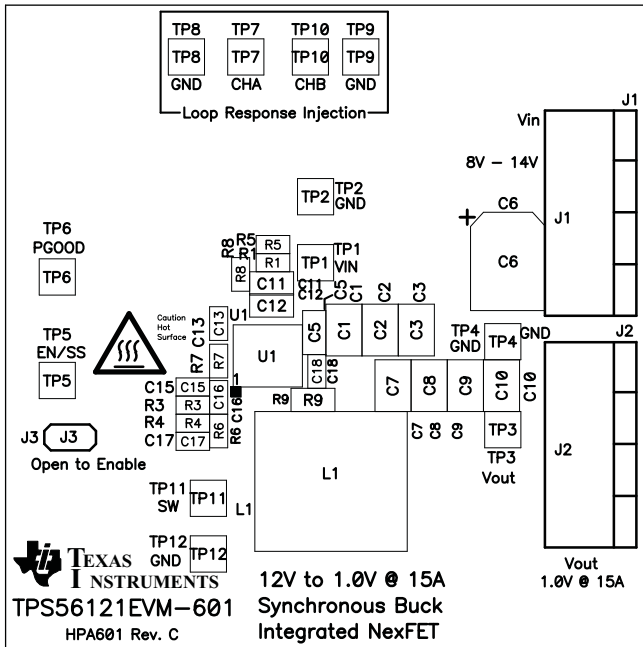 TP8 TP7 TP10 TP9
TP8 TP7 TP10 TP9
GND CHA CHB GND
Loop Response Injection
J1
Vin
8V - 14V
C6
+
J1
C6
TP2
TP2
GND
TP6
PGOOD
TP6
R8 R5 R5
R1 R1
R8
TP1
TP1
VIN
C11 C11
C12 C12
C5 C1 C2 C3
U1
C13 C13
Caution
Hot
Surface
U1
C5 C1 C2 C3
TP4
GND
TP4
GND
J2
TP5
EN/SS
TP5
R7 R7
C18 C18
C15 C15
R3 R3
C16
1
R9 R9
C7 C8 C9 C10 C10
R4 R4
C17 C17
R6 R6 C16
J3 J3
Open to Enable
C7 C8 C9
TP3
TP3
Vout
J2
L1
L1
TP11
SW
TP11
TP12
GND
TP12
Vout
1.0V @ 15A
TEXAS
INSTRUMENTS
TPS56121EVM-601
HPA601 Rev. C
12V to 1.0V @ 15A
Synchronous Buck
Integrated NexFET